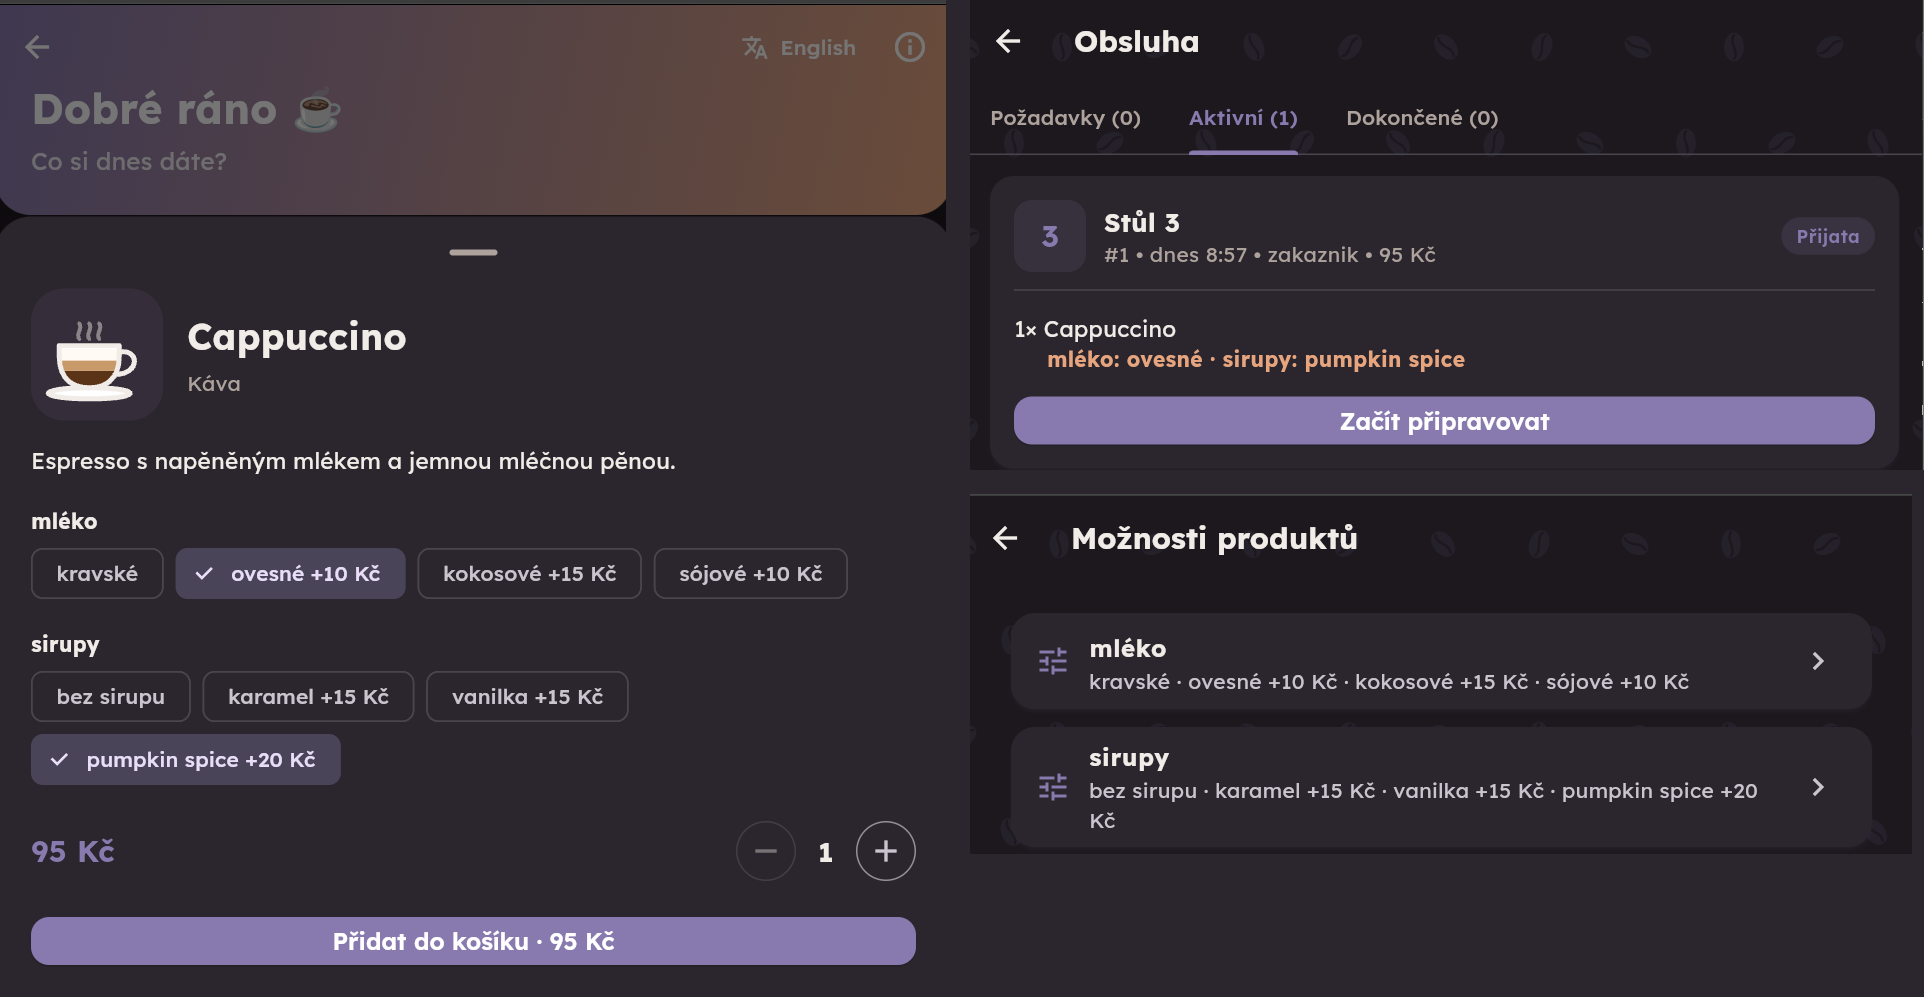 English
Dobré ráno
Co si dnes dáte?
Cappuccino
Káva
Espresso s napěněným mlékem a jemnou mléčnou pěnou.
mléko
kravské
ovesné +10 Kč
kokosové +15 Kč
sójové +10 Kč
sirupy
bez sirupu
karamel +15 Kč
vanilka +15 Kč
pumpkin spice +20 Kč
95 Kč
1
Přidat do košíku · 95 Kč
Obsluha
Požadavky (0)
Aktivní (1)
Dokončené (0)
3
Stůl 3
#1 • dnes 8:57 • zakaznik • 95 Kč
Přijata
1× Cappuccino
mléko: ovesné · sirupy: pumpkin spice
Začít připravovat
Možnosti produktů
mléko
kravské · ovesné +10 Kč · kokosové +15 Kč · sójové +10 Kč
sirupy
bez sirupu · karamel +15 Kč · vanilka +15 Kč · pumpkin spice +20
Kč